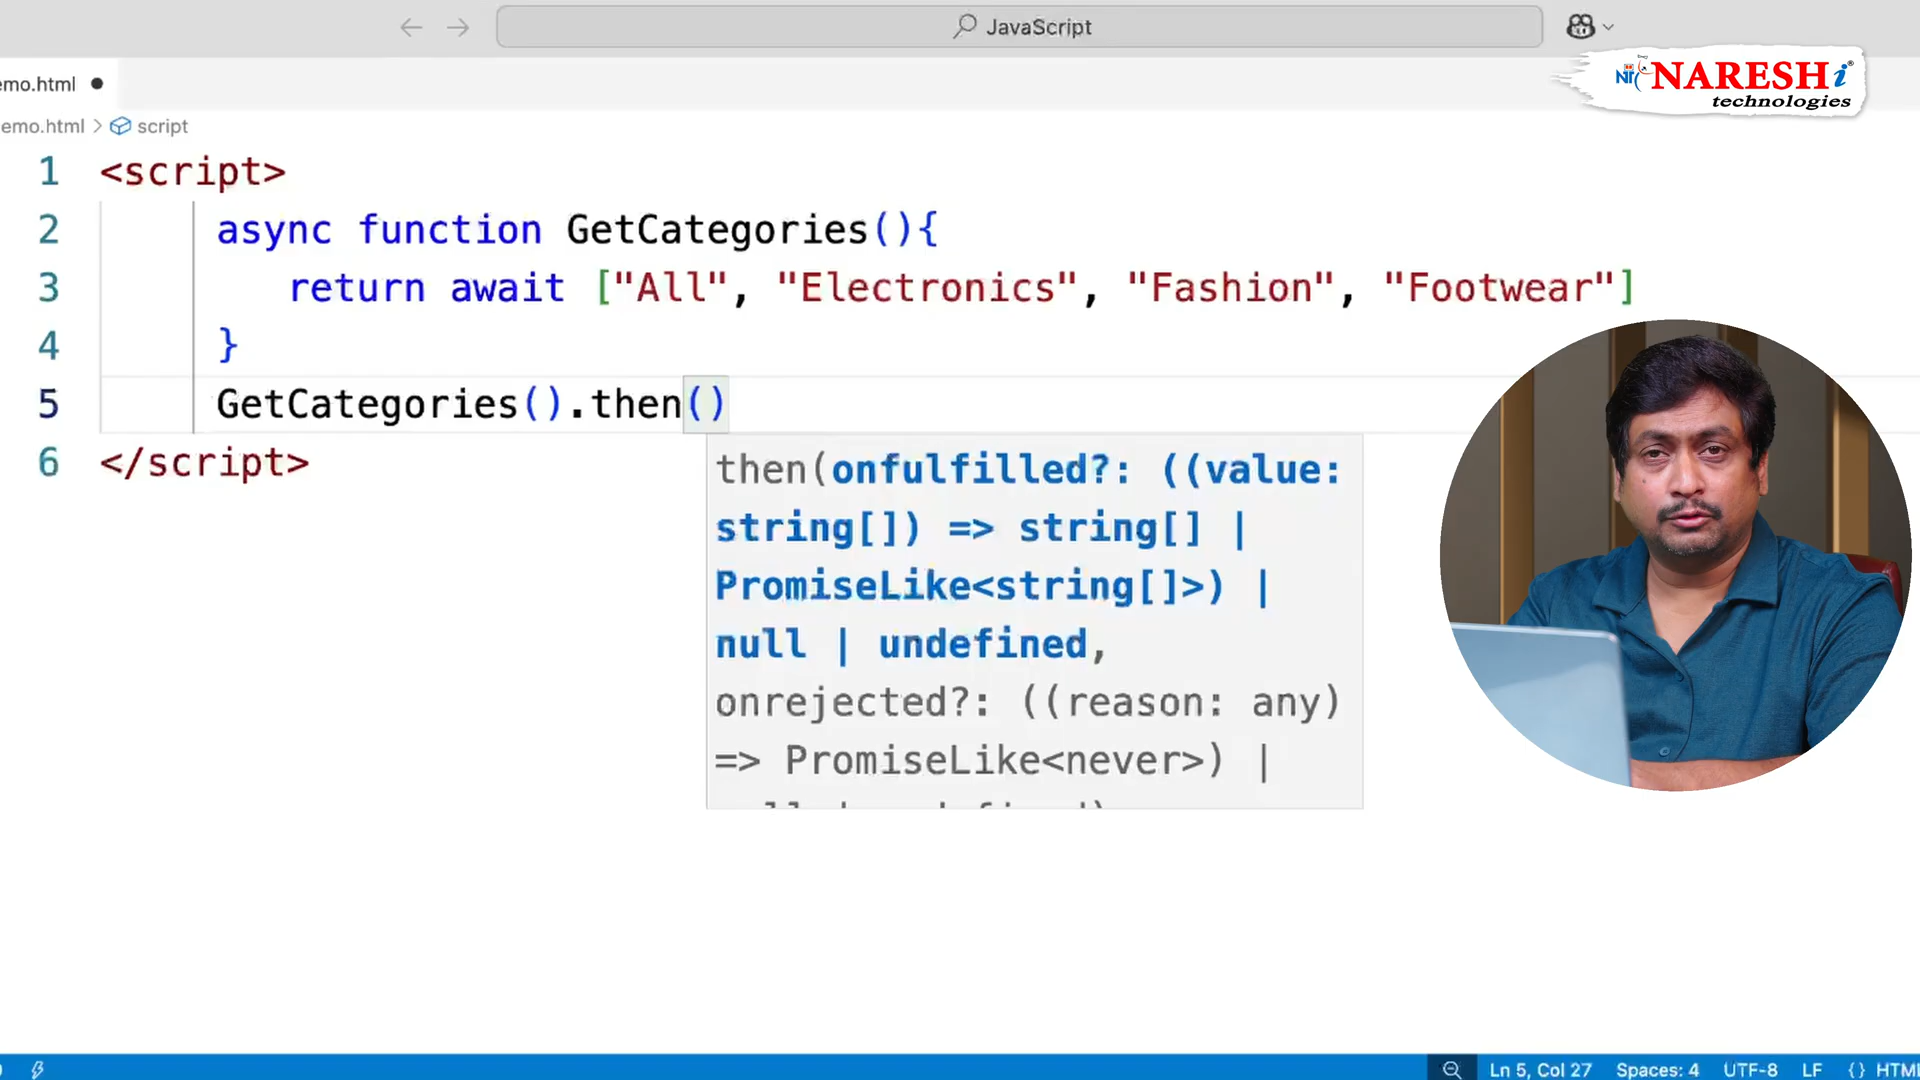 JavaScript
NARESHi®
technologies
emo.html
emo.html > script
1 <script>
2 async function GetCategories(){
3 return await ["All", "Electronics", "Fashion", "Footwear"]
4 }
5 GetCategories().then()
6 </script>
then(onfulfilled?: ((value:
string[]) => string[] |
PromiseLike<string[]>) |
null | undefined,
onrejected?: ((reason: any)
=> PromiseLike<never>) |
Ln 5, Col 27 Spaces: 4 UTF-8 LF {} HTML